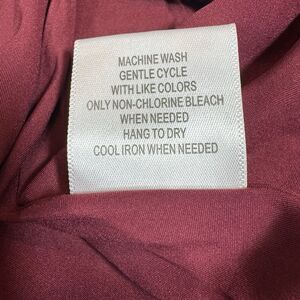 MACHINE WASH
GENTLE CYCLE
WITH LIKE COLORS
ONLY NON-CHLORINE BLEACH
WHEN NEEDED
HANG TO DRY
COOL IRON WHEN NEEDED